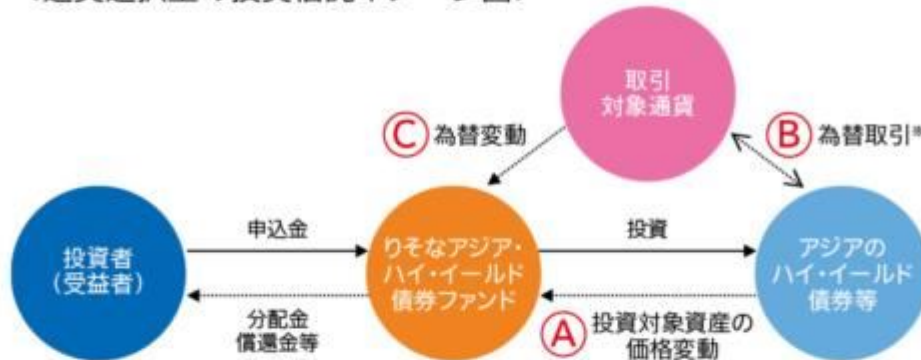 取引
対象通貨
Ⓒ 為替変動
Ⓑ 為替取引※
申込金
投資
投資者
(受益者)
りそなアジア・
ハイ・イールド
債券ファンド
アジアの
ハイ・イールド
債券等
分配金
償還金等
Ⓐ 投資対象資産の
価格変動